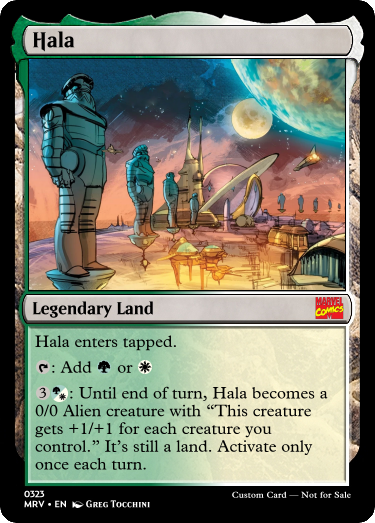 Hala
Legendary Land
MARVEL
COMICS
Hala enters tapped.
: Add or
3 : Until end of turn, Hala becomes a
0/0 Alien creature with “This creature
gets +1/+1 for each creature you
control.” It’s still a land. Activate only
once each turn.
0323
MRV • EN Greg Tocchini
Custom Card — Not for Sale